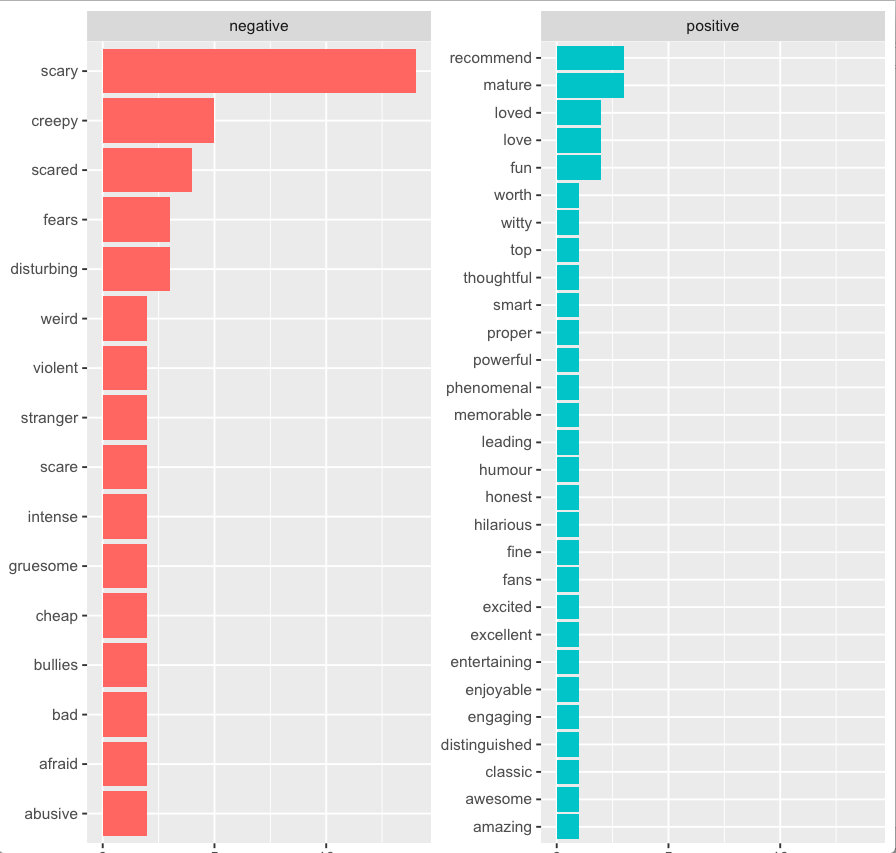 negative
scary
creepy
scared
fears
disturbing
weird
violent
stranger
scare
intense
gruesome
cheap
bullies
bad
afraid
abusive
positive
recommend
mature
loved
love
fun
worth
witty
top
thoughtful
smart
proper
powerful
phenomenal
memorable
leading
humour
honest
hilarious
fine
fans
excited
excellent
entertaining
enjoyable
engaging
distinguished
classic
awesome
amazing